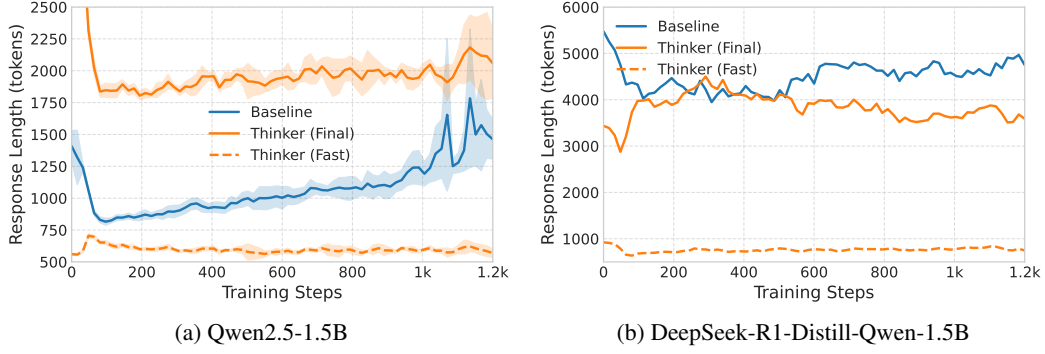 2500
2250
2000
1750
1500
1250
1000
750
500
0
200
400
600
800
1k
1.2k
Response Length (tokens)
Training Steps
Baseline
Thinker (Final)
Thinker (Fast)
(a) Qwen2.5-1.5B
6000
5000
4000
3000
2000
1000
0
200
400
600
800
1k
1.2k
Response Length (tokens)
Training Steps
Baseline
Thinker (Final)
Thinker (Fast)
(b) DeepSeek-R1-Distill-Qwen-1.5B